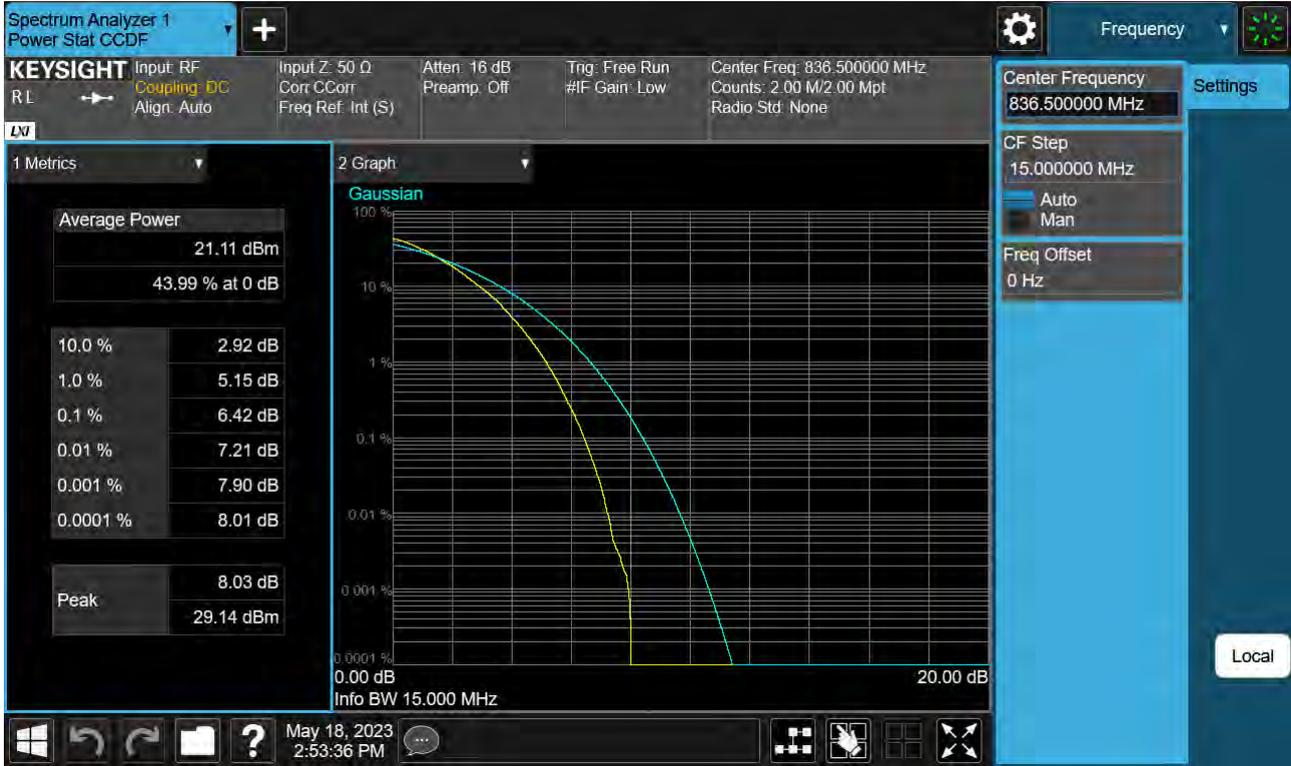 Spectrum Analyzer 1
Power Stat CCDF
+
Frequency
KEYSIGHT
RL
LXI
Input: RF
Coupling: DC
Align: Auto
Input Z: 50 Ω
Corr CCorr
Freq Ref: Int (S)
Atten: 16 dB
Preamp: Off
Trig: Free Run
#IF Gain: Low
Center Freq: 836.500000 MHz
Counts: 2.00 M/2.00 Mpt
Radio Std: None
Center Frequency
836.500000 MHz
Settings
CF Step
15.000000 MHz
Auto
Man
Freq Offset
0 Hz
Local
1 Metrics
Average Power
21.11 dBm
43.99 % at 0 dB
10.0 % 2.92 dB
1.0 % 5.15 dB
0.1 % 6.42 dB
0.01 % 7.21 dB
0.001 % 7.90 dB
0.0001 % 8.01 dB
Peak
8.03 dB
29.14 dBm
2 Graph
Gaussian
100 %
10 %
1 %
0.1 %
0.01 %
0.001 %
0.0001 %
0.00 dB 20.00 dB
Info BW 15.000 MHz
?
May 18, 2023
2:53:36 PM